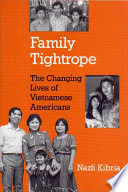 Family
Tightrope
The Changing
Lives of
Vietnamese
Americans
Nazli Kibria